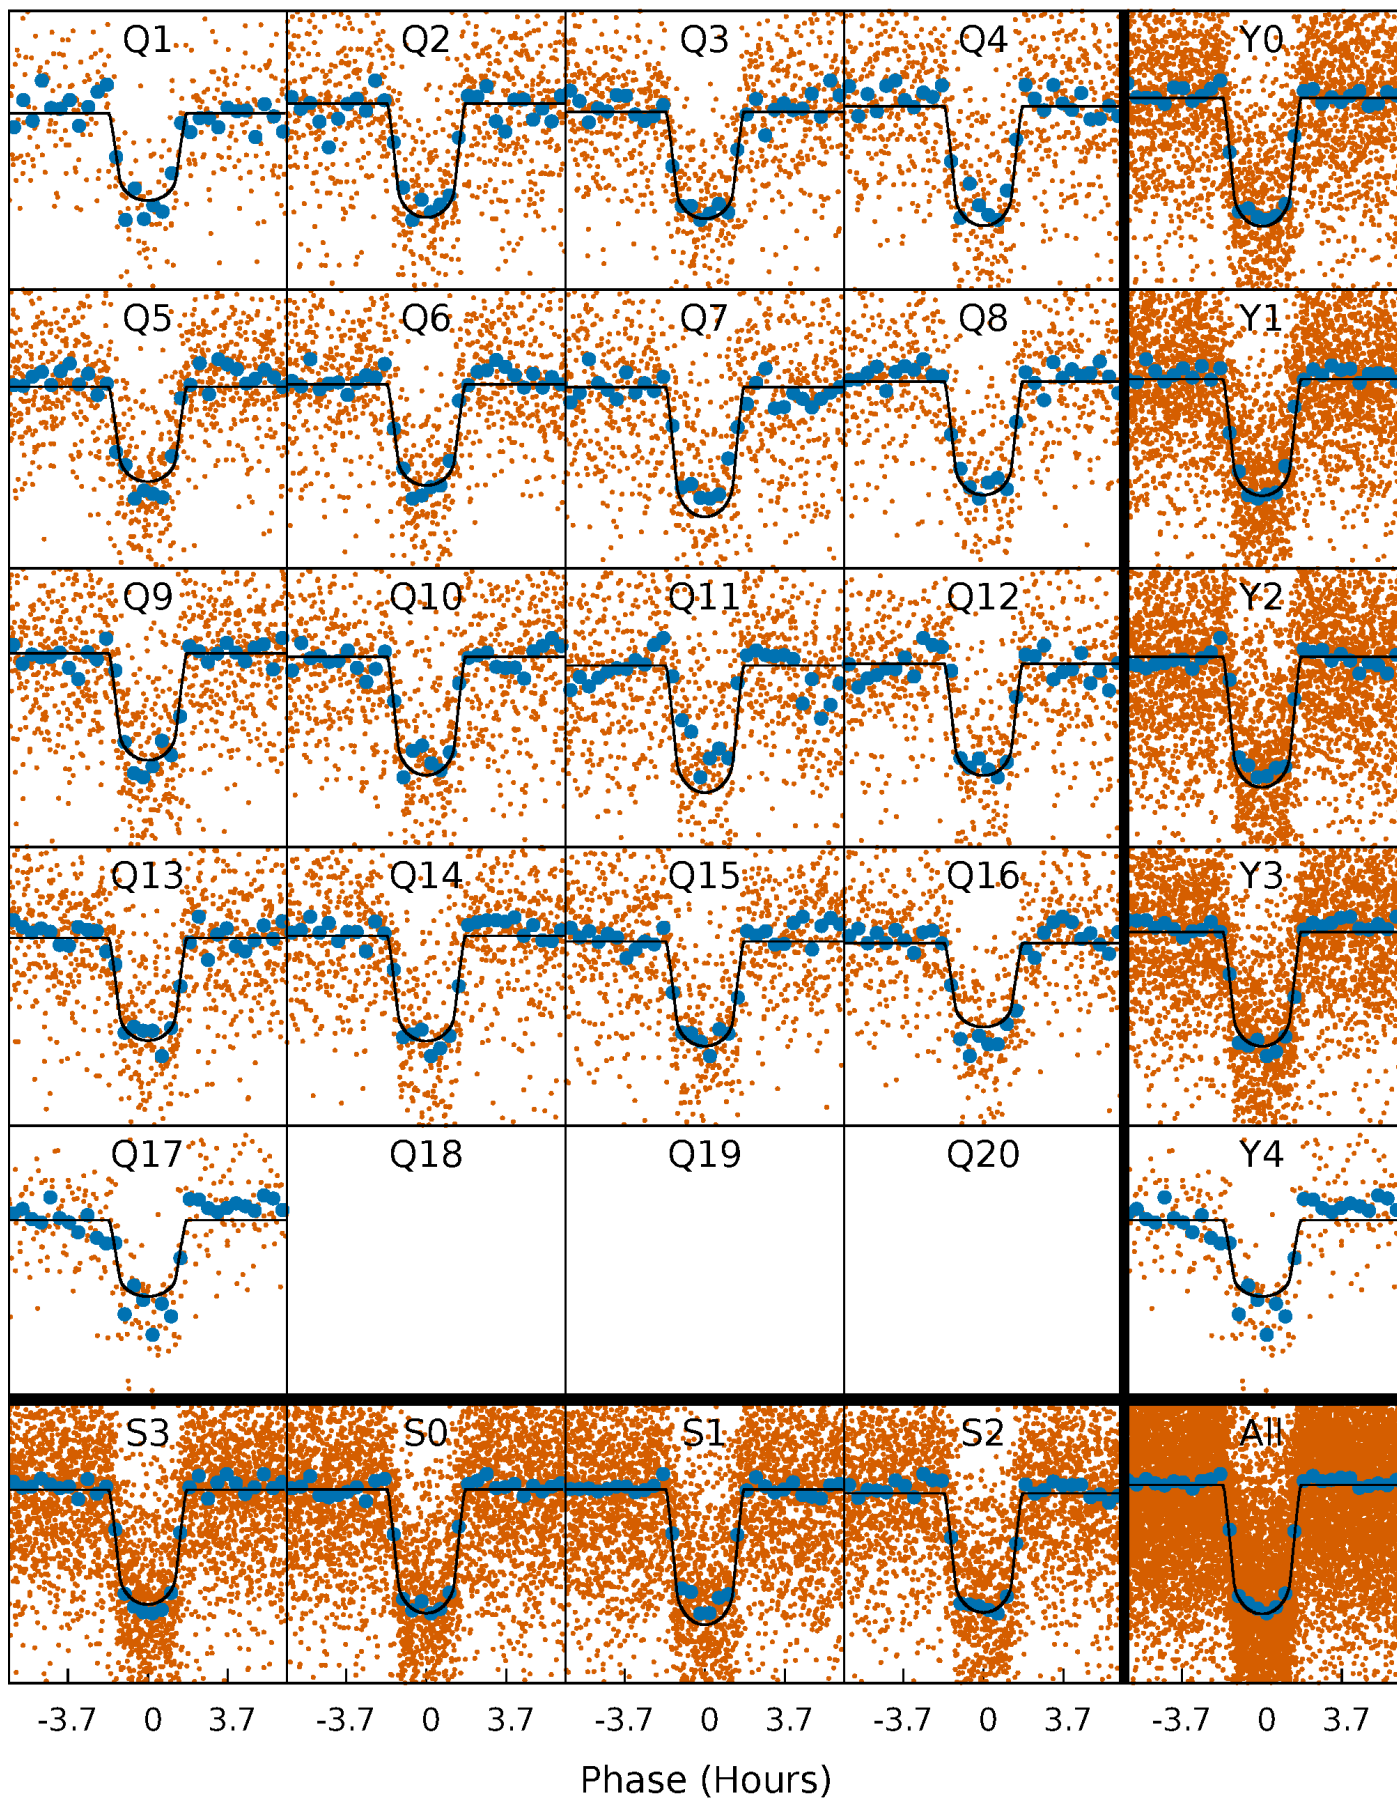 Q1 Q2 Q3 Q4 Y0
Q5 Q6 Q7 Q8 Y1
Q9 Q10 Q11 Q12 Y2
Q13 Q14 Q15 Q16 Y3
Q17 Q18 Q19 Q20 Y4
S3 S0 S1 S2 All
-3.7 0 3.7 -3.7 0 3.7 -3.7 0 3.7 -3.7 0 3.7 -3.7 0 3.7
Phase (Hours)